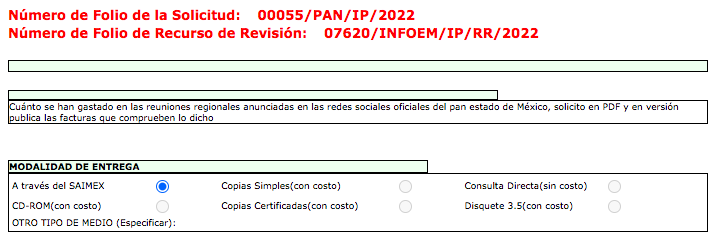 Número de Folio de la Solicitud: 00055/PAN/IP/2022
Número de Folio de Recurso de Revisión: 07620/INFOEM/IP/RR/2022
Cuánto se han gastado en las reuniones regionales anunciadas en las redes sociales oficiales del pan estado de México, solicito en PDF y en versión
publica las facturas que comprueben lo dicho
MODALIDAD DE ENTREGA
A través del SAIMEX Copias Simples(con costo) Consulta Directa(sin costo)
CD-ROM(con costo) Copias Certificadas(con costo) Disquete 3.5(con costo)
OTRO TIPO DE MEDIO (Especificar):